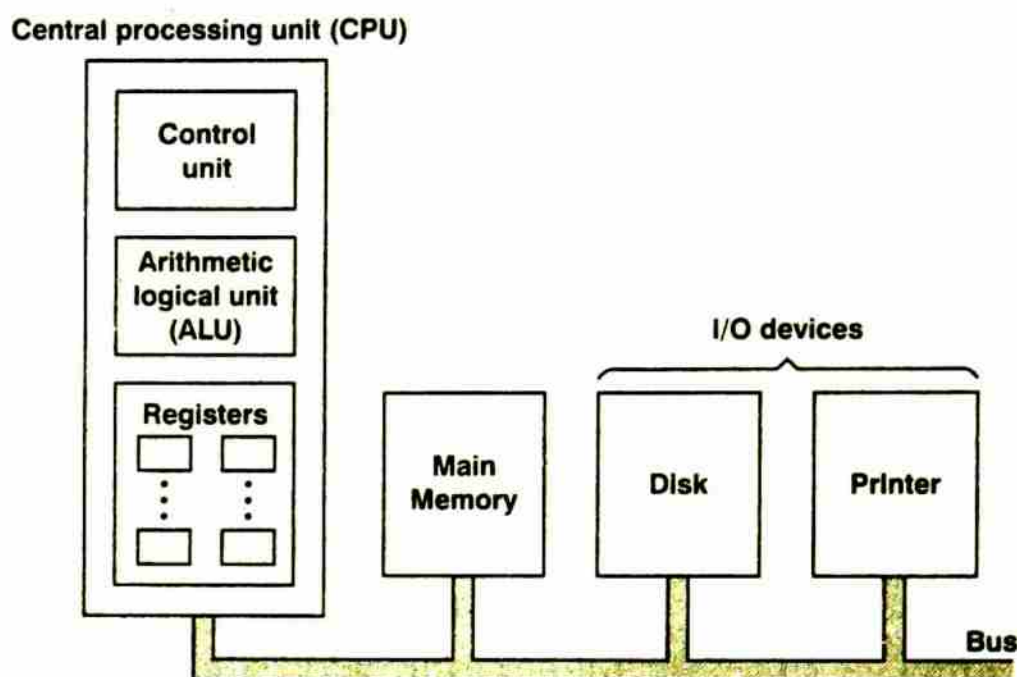 Central processing unit (CPU)
Control
unit
Arithmetic
logical unit
(ALU)
Registers
I/O devices
Main
Memory
Disk
Printer
Bus